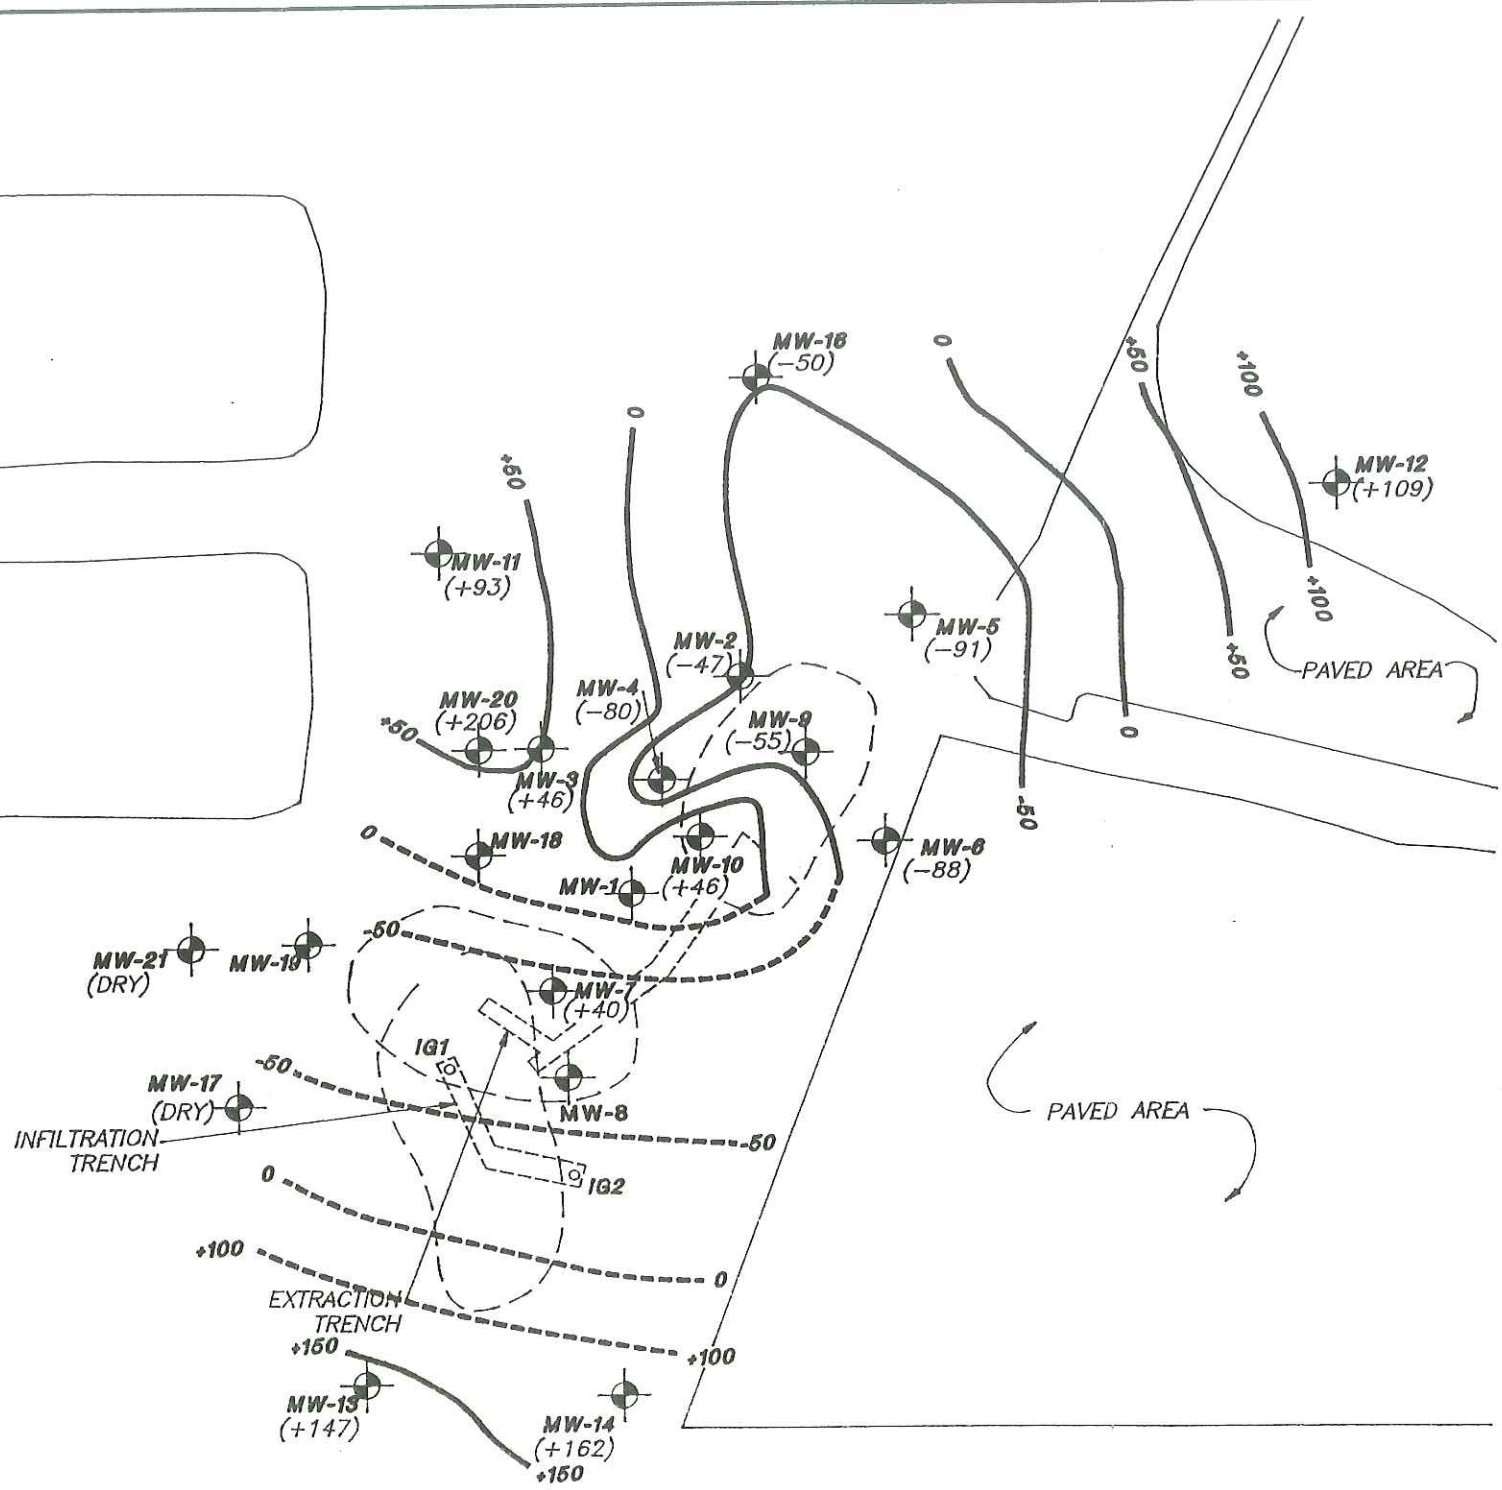 MW-16
(-50)
0
+50
+100
0
+50
MW-12
(+109)
MW-11
(+93)
+100
MW-5
(-91)
MW-2
(-47)
+50
PAVED AREA
MW-4
(-80)
MW-20
(+206)
+50
MW-9
(-55)
0
MW-3
(+46)
-50
0
MW-18
MW-6
(-88)
MW-10
(+46)
MW-1
-50
MW-21
(DRY)
MW-19
MW-7
(+40)
IG1
-50
MW-17
(DRY)
MW-8
PAVED AREA
INFILTRATION
TRENCH
-50
0
IG2
+100
0
EXTRACTION
TRENCH
+150
+100
MW-13
(+147)
MW-14
(+162)
+150